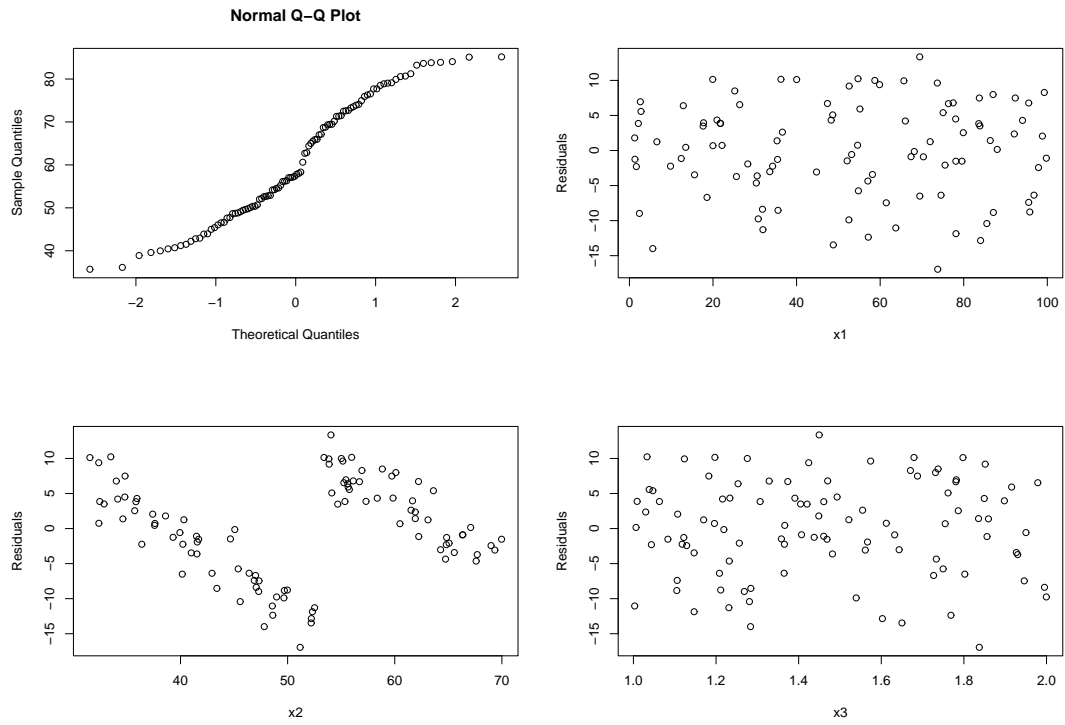 Normal Q−Q Plot
Sample Quantiles
80
70
60
50
40
−2 −1 0 1 2
Theoretical Quantiles
Residuals
10
5
0
−5
−10
−15
0 20 40 60 80 100
x1
Residuals
10
5
0
−5
−10
−15
40 50 60 70
x2
Residuals
10
5
0
−5
−10
−15
1.0 1.2 1.4 1.6 1.8 2.0
x3